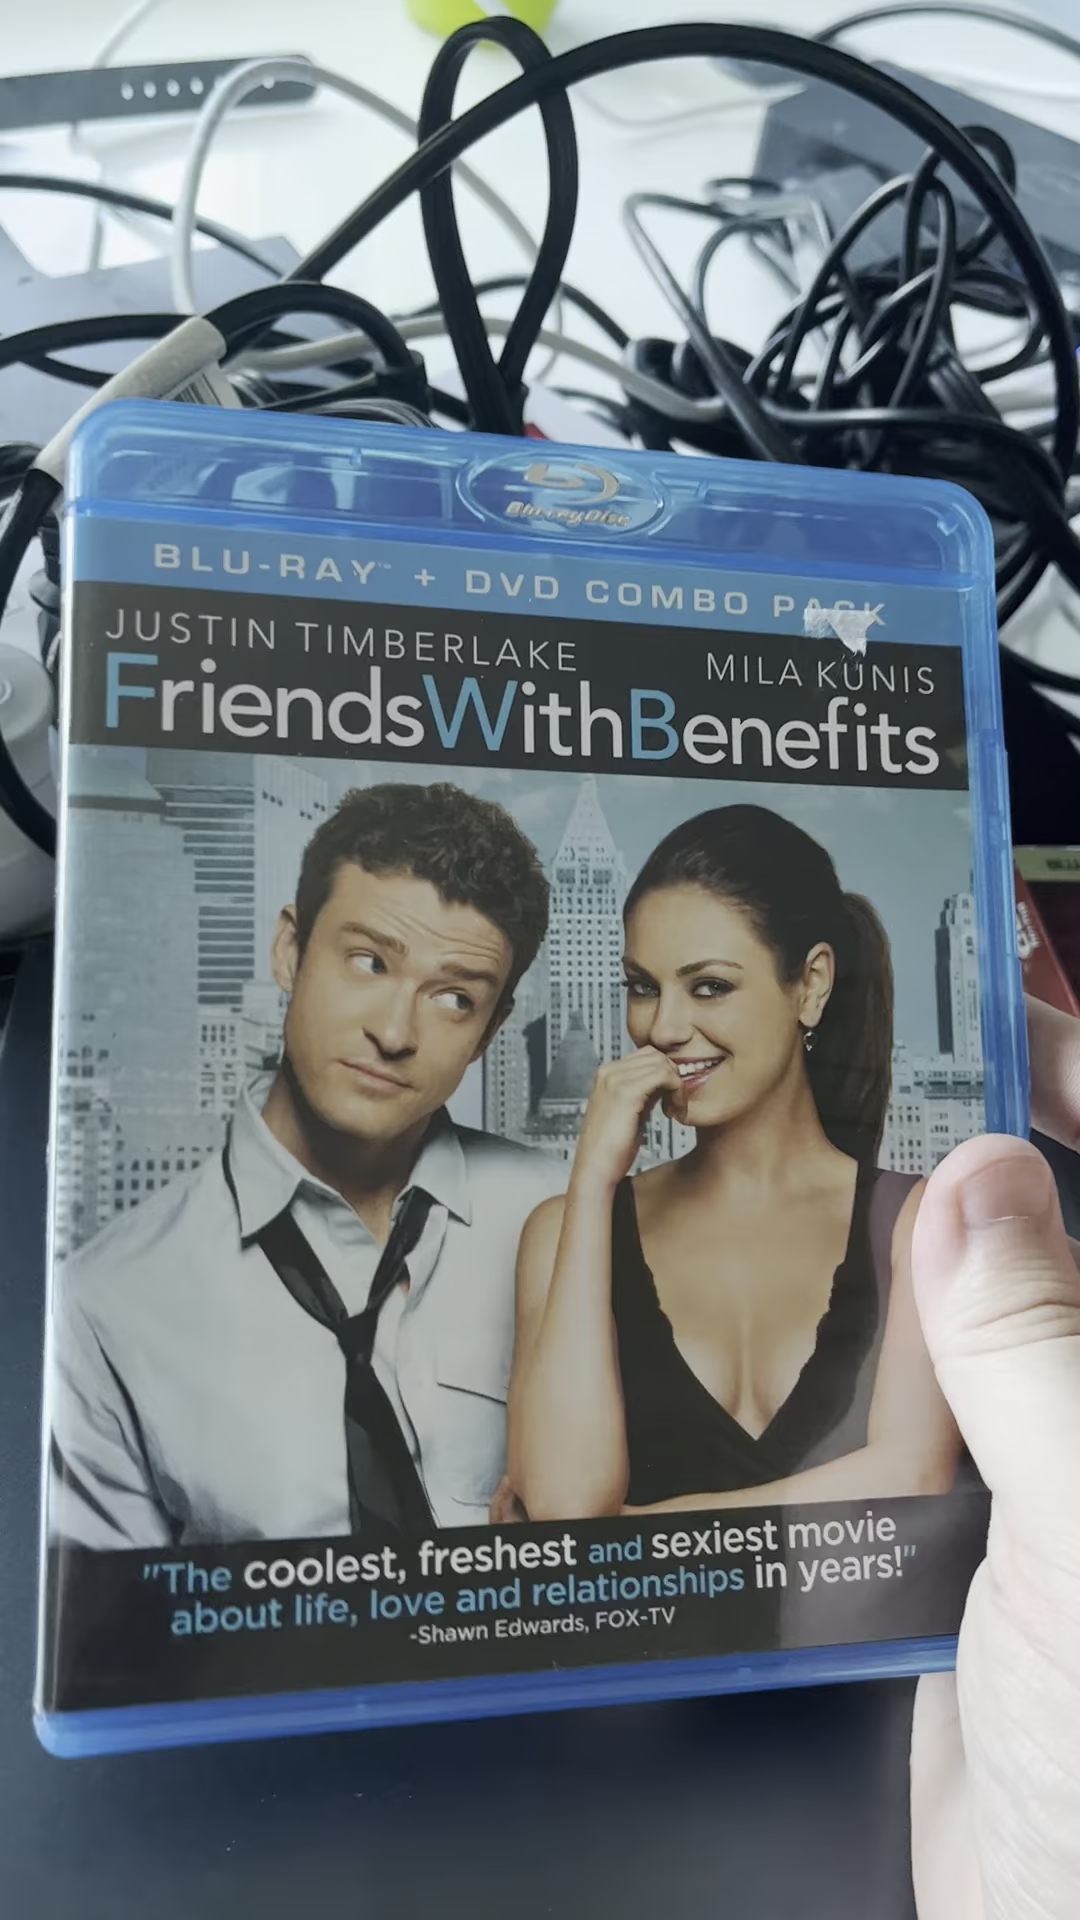 Blu-ray Disc
BLU-RAY™ + DVD COMBO PACK
JUSTIN TIMBERLAKE
MILA KUNIS
FriendsWithBenefits
"The coolest, freshest and sexiest movie
about life, love and relationships in years!"
-Shawn Edwards, FOX-TV